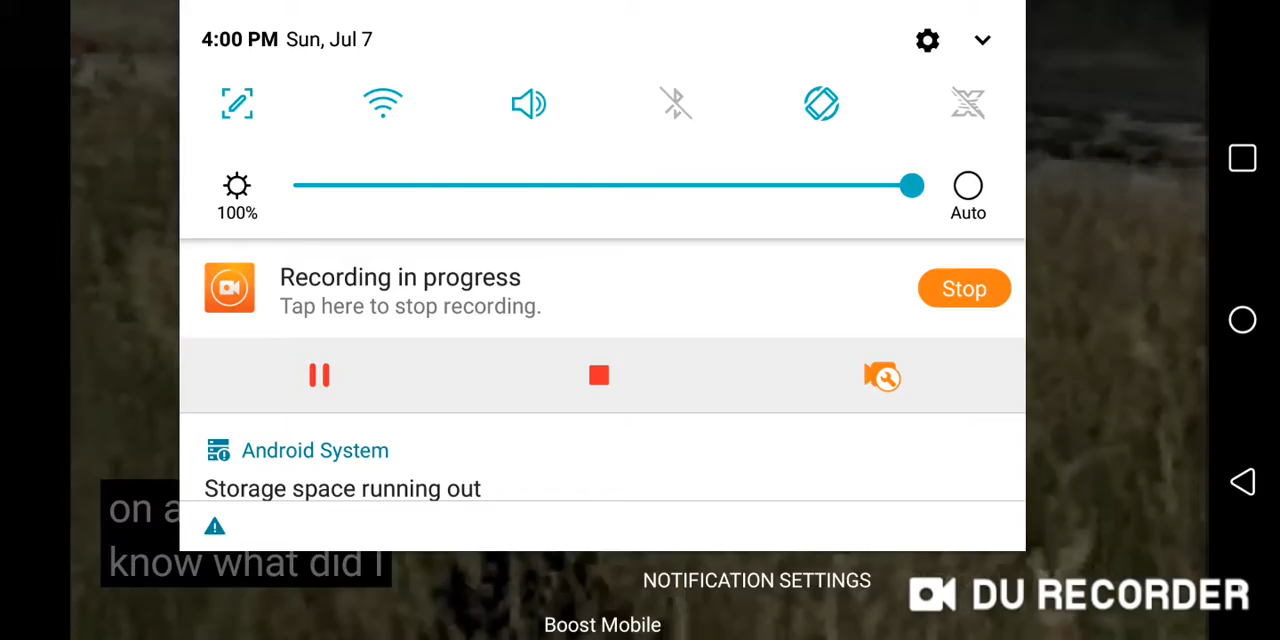 4:00 PM Sun, Jul 7
100%
Auto
Recording in progress
Tap here to stop recording.
Stop
Android System
Storage space running out
on a
know what did I
NOTIFICATION SETTINGS
DU RECORDER
Boost Mobile